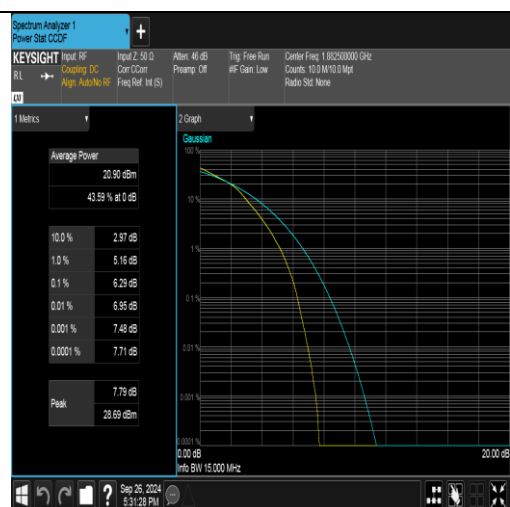 Spectrum Analyzer 1
Power Stat CCDF
+
KEYSIGHT
RL
LXI
Input: RF
Coupling: DC
Align: Auto/No RF
Input Z: 50 Ω
Corr CCorr
Freq Ref: Int (S)
Atten: 46 dB
Preamp: Off
Trig: Free Run
#IF Gain: Low
Center Freq: 1.882500000 GHz
Counts: 10.0 M/10.0 Mpt
Radio Std: None
1 Metrics
Average Power
20.90 dBm
43.59 % at 0 dB
10.0 % 2.97 dB
1.0 % 5.16 dB
0.1 % 6.29 dB
0.01 % 6.95 dB
0.001 % 7.48 dB
0.0001 % 7.71 dB
Peak
7.79 dB
28.69 dBm
2 Graph
Gaussian
100 %
10 %
1 %
0.1 %
0.01 %
0.001 %
0.0001 %
0.00 dB 20.00 dB
Info BW 15.000 MHz
?
Sep 26, 2024
5:31:28 PM